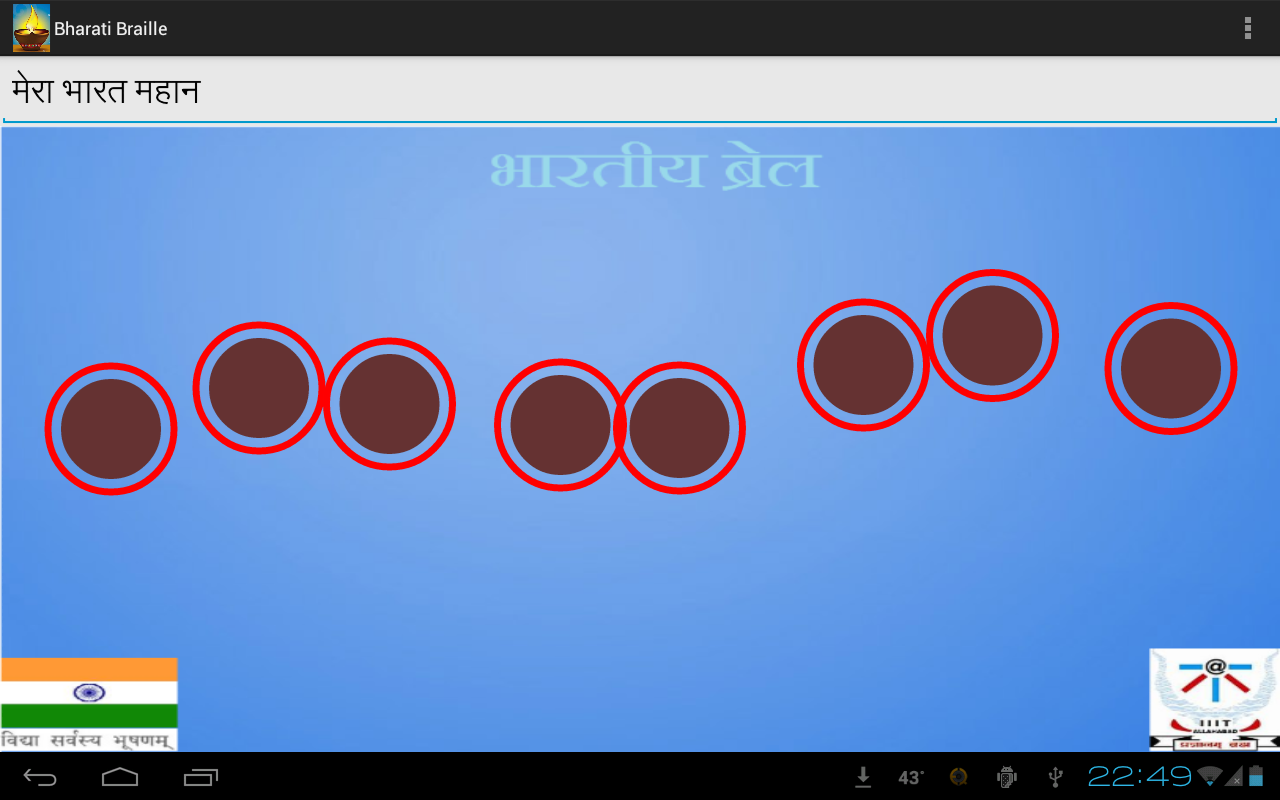 Bharati Braille
मेरा भारत महान
भारतीय ब्रेल
विद्या सर्वस्य भूषणम्
@
IIIT
ALLAHABAD
43°
22:49